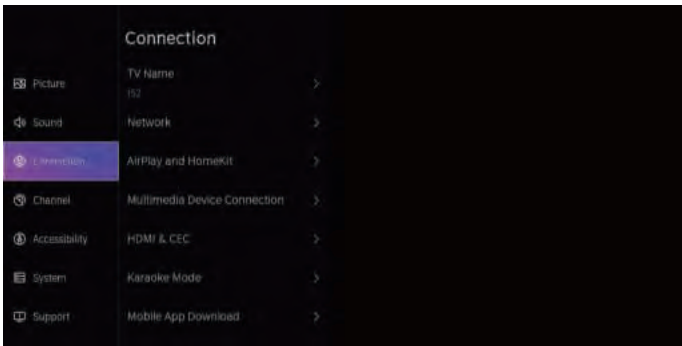 Connection
Picture
Sound
Connection
Channel
Accessibility
System
Support
TV Name
152
Network
AirPlay and HomeKit
Multimedia Device Connection
HDMI & CEC
Karaoke Mode
Mobile App Download